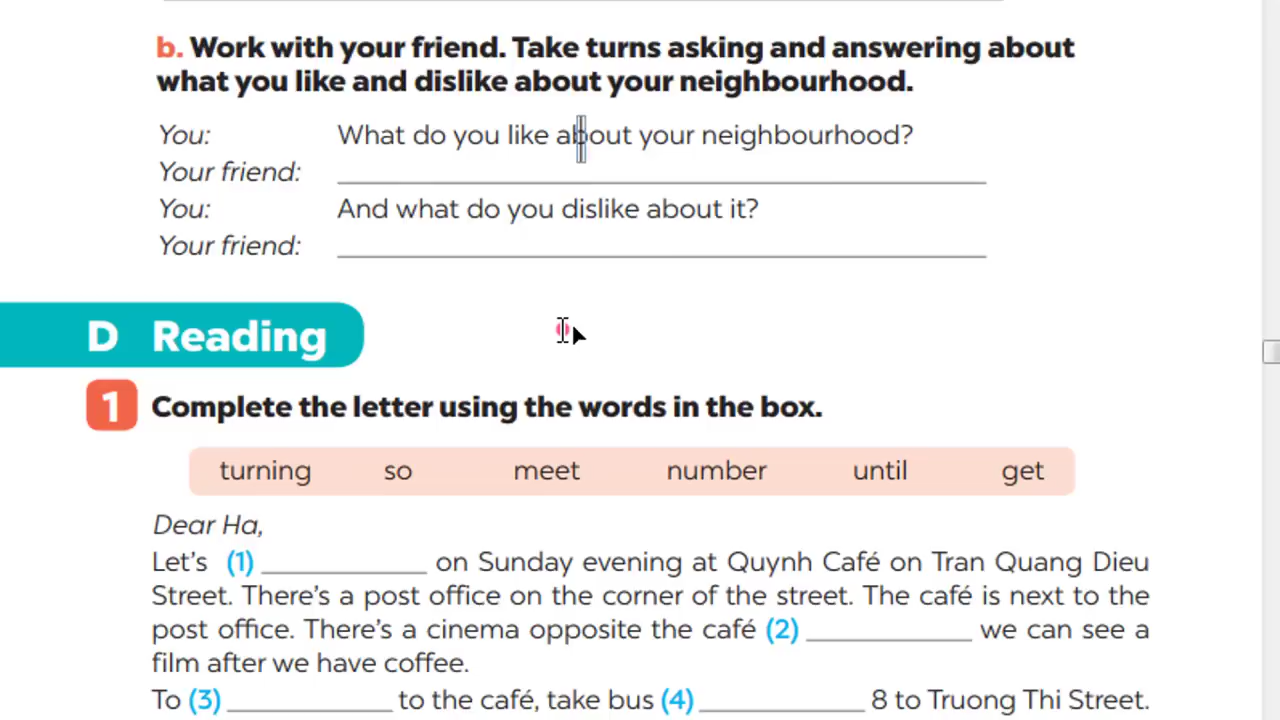 b. Work with your friend. Take turns asking and answering about
what you like and dislike about your neighbourhood.
You: What do you like about your neighbourhood?
Your friend: ____________________
You: And what do you dislike about it?
Your friend: ____________________
D Reading
1 Complete the letter using the words in the box.
turning so meet number until get
Dear Ha,
Let's (1) ____________ on Sunday evening at Quynh Café on Tran Quang Dieu
Street. There's a post office on the corner of the street. The café is next to the
post office. There's a cinema opposite the café (2) ____________ we can see a
film after we have coffee.
To (3) ____________ to the café, take bus (4) ____________ 8 to Truong Thi Street.